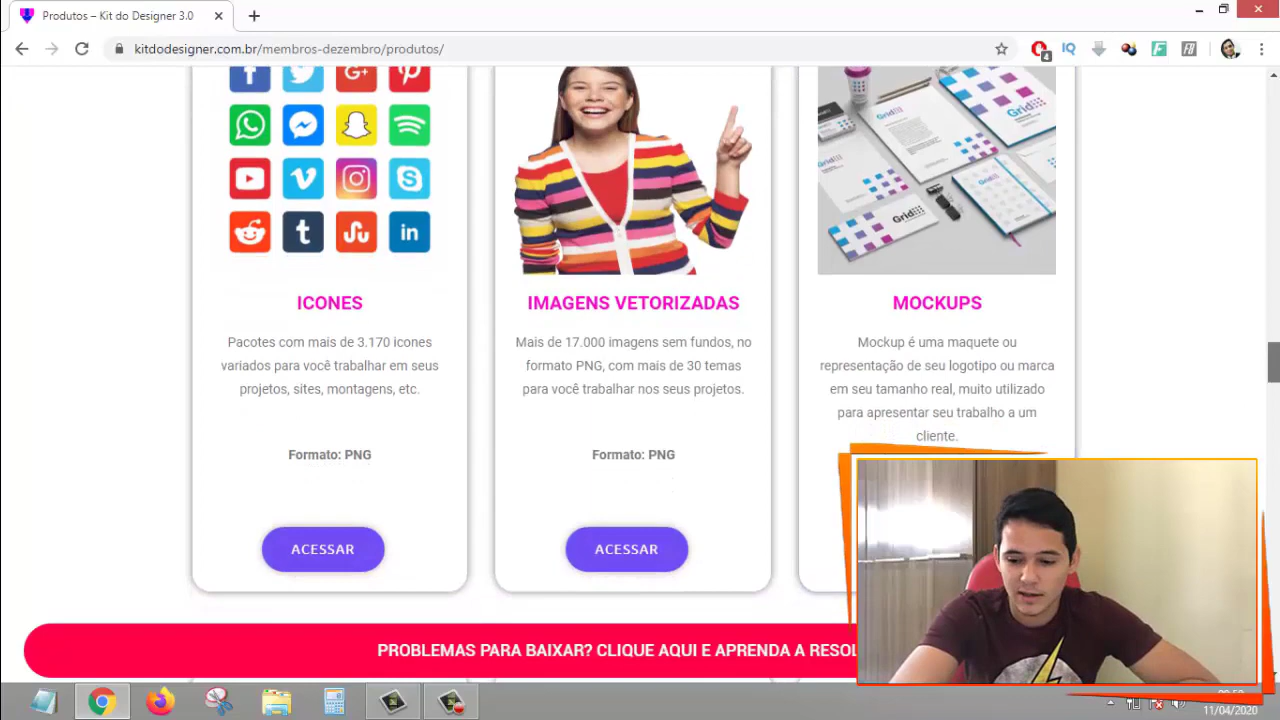 Produtos – Kit do Designer 3.0
kitdodesigner.com.br/membros-dezembro/produtos/
4
Grid
Grid
Grid
ICONES
IMAGENS VETORIZADAS
MOCKUPS
Pacotes com mais de 3.170 icones
variados para você trabalhar em seus
projetos, sites, montagens, etc.
Mais de 17.000 imagens sem fundos, no
formato PNG, com mais de 30 temas
para você trabalhar nos seus projetos.
Mockup é uma maquete ou
representação de seu logotipo ou marca
em seu tamanho real, muito utilizado
para apresentar seu trabalho a um
cliente.
Formato: PNG
Formato: PNG
ACESSAR
ACESSAR
PROBLEMAS PARA BAIXAR? CLIQUE AQUI E APRENDA A RESOL
11/04/2020